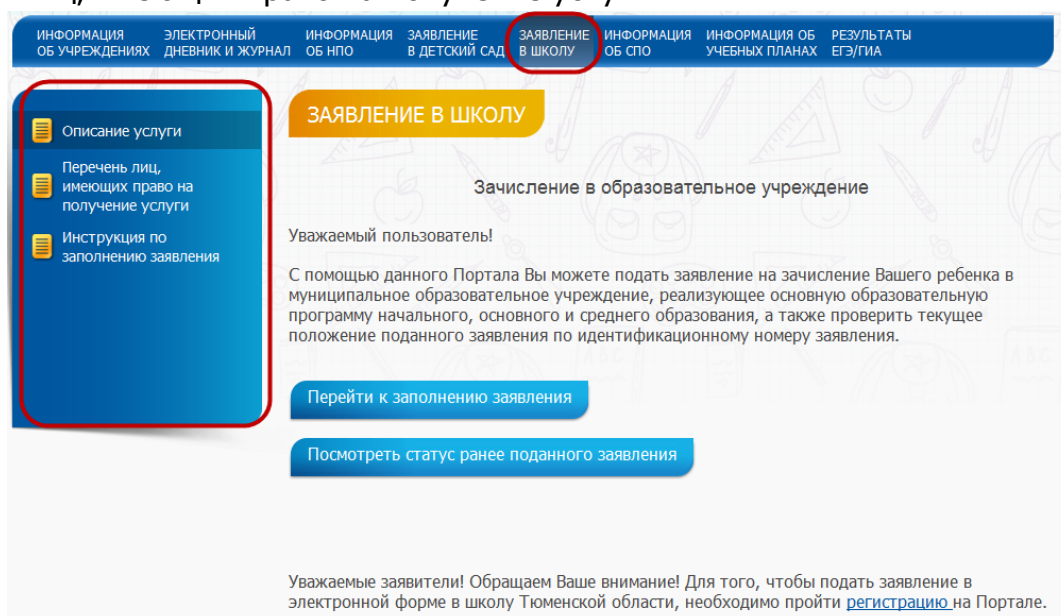 ИНФОРМАЦИЯ ОБ УЧРЕЖДЕНИЯХ
ЭЛЕКТРОННЫЙ ДНЕВНИК И ЖУРНАЛ
ИНФОРМАЦИЯ ОБ НПО
ЗАЯВЛЕНИЕ В ДЕТСКИЙ САД
ЗАЯВЛЕНИЕ В ШКОЛУ
ИНФОРМАЦИЯ ОБ СПО
ИНФОРМАЦИЯ ОБ УЧЕБНЫХ ПЛАНАХ
РЕЗУЛЬТАТЫ ЕГЭ/ГИА
Описание услуги
Перечень лиц,
имеющих право на
получение услуги
Инструкция по
заполнению заявления
ЗАЯВЛЕНИЕ В ШКОЛУ
Зачисление в образовательное учреждение
Уважаемый пользователь!
С помощью данного Портала Вы можете подать заявление на зачисление Вашего ребенка в
муниципальное образовательное учреждение, реализующее основную образовательную
программу начального, основного и среднего образования, а также проверить текущее
положение поданного заявления по идентификационному номеру заявления.
Перейти к заполнению заявления
Посмотреть статус ранее поданного заявления
Уважаемые заявители! Обращаем Ваше внимание! Для того, чтобы подать заявление в
электронной форме в школу Тюменской области, необходимо пройти регистрацию на Портале.